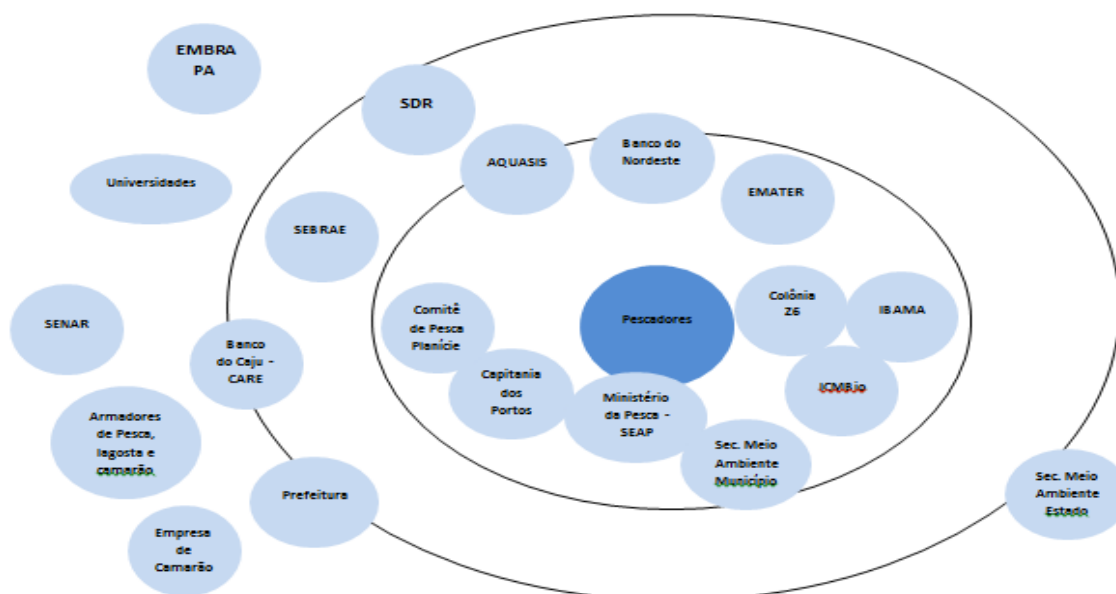 EMBRA
PA
SDR
Banco do
Nordeste
AQUASIS
Universidades
EMATER
SEBRAE
Pescadores
Colônia
Z6
IBAMA
Comitê
de Pesca
Planície
SENAR
Banco
do Caju -
CARE
Capitania
dos
Portos
Ministério
da Pesca -
SEAP
ICMBio
Armadores
de Pesca,
lagosta e
camarão
Sec. Meio
Ambiente
Município
Prefeitura
Sec. Meio
Ambiente
Estado
Empresa
de
Camarão